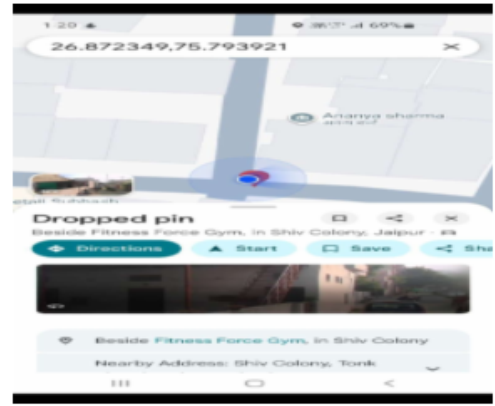 1:20
69%
26.872349,75.793921
Ananya sharma
Dropped pin
Beside Fitness Force Gym, in Shiv Colony, Jaipur
Directions
Start
Save
Sha
Beside Fitness Force Gym, in Shiv Colony
Nearby Address: Shiv Colony, Tonk